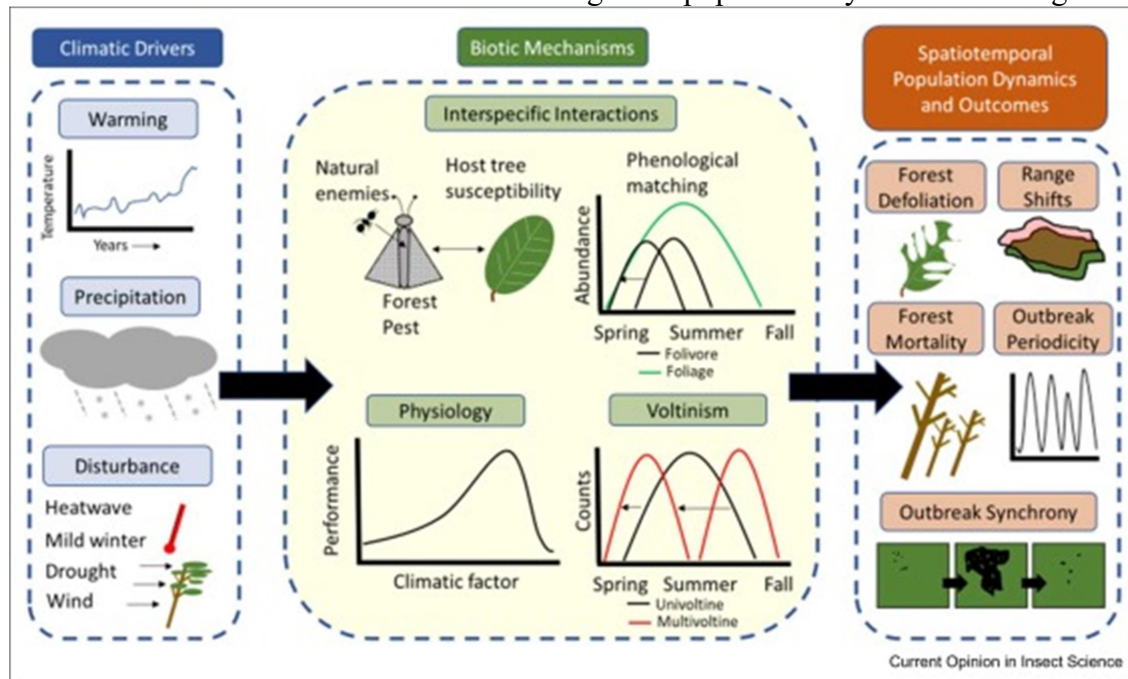 Climatic Drivers
Warming
Temperature
Years
Precipitation
Disturbance
Heatwave
Mild winter
Drought
Wind
Biotic Mechanisms
Interspecific Interactions
Natural
enemies
Host tree
susceptibility
Forest
Pest
Phenological
matching
Abundance
Spring Summer Fall
Folivore
Foliage
Physiology
Performance
Climatic factor
Voltinism
Counts
Spring Summer Fall
Univoltine
Multivoltine
Spatiotemporal
Population Dynamics
and Outcomes
Forest
Defoliation
Range
Shifts
Forest
Mortality
Outbreak
Periodicity
Outbreak Synchrony
Current Opinion in Insect Science